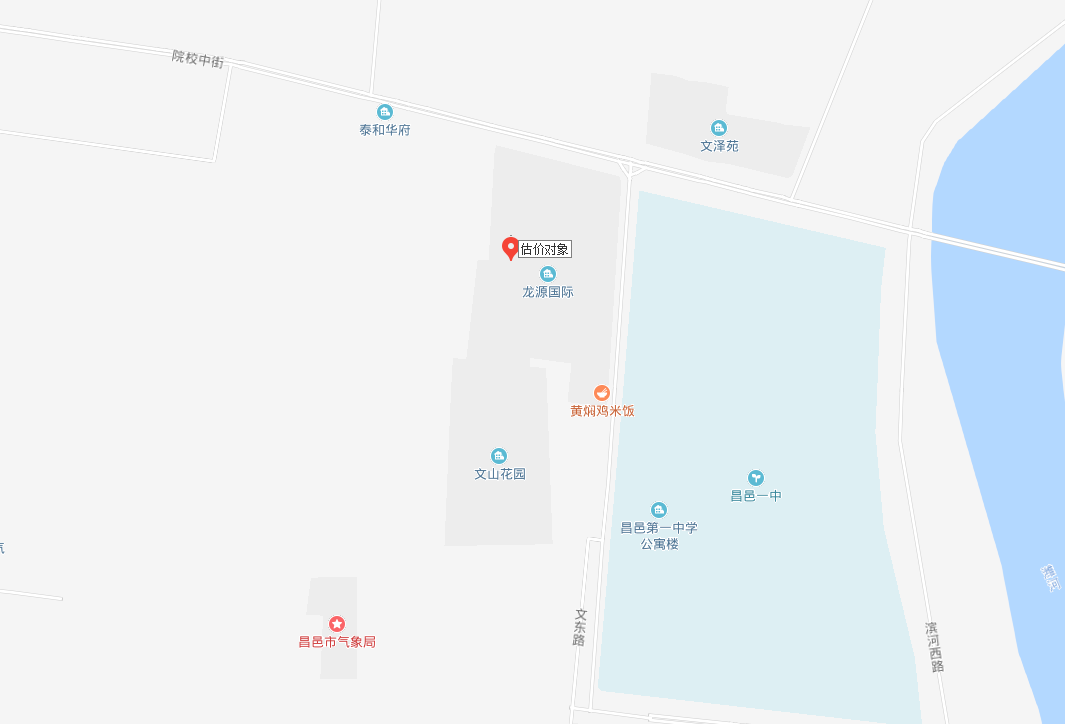 院校中街
泰和华府
文泽苑
估价对象
龙源国际
黄焖鸡米饭
文山花园
昌邑一中
昌邑第一中学
公寓楼
潍河
文东路
滨河西路
昌邑市气象局